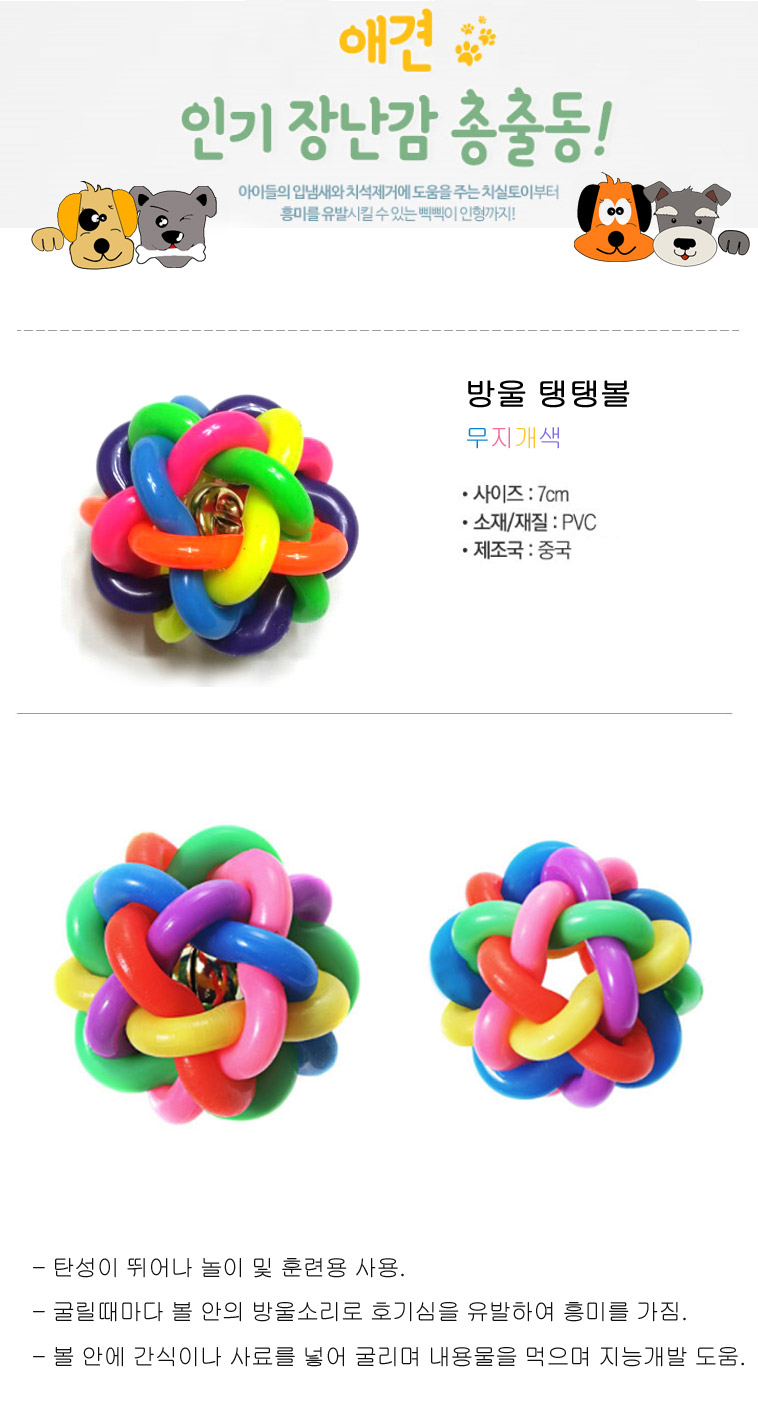 애견
인기 장난감 총출동!
아이들의 입냄새와 치석제거에 도움을 주는 치실토이부터
흥미를 유발시킬 수 있는 삑삑이 인형까지!
방울 탱탱볼
무지개색
• 사이즈 : 7cm
• 소재/재질 : PVC
• 제조국 : 중국
- 탄성이 뛰어나 놀이 및 훈련용 사용.
- 굴릴때마다 볼 안의 방울소리로 호기심을 유발하여 흥미를 가짐.
- 볼 안에 간식이나 사료를 넣어 굴리며 내용물을 먹으며 지능개발 도움.